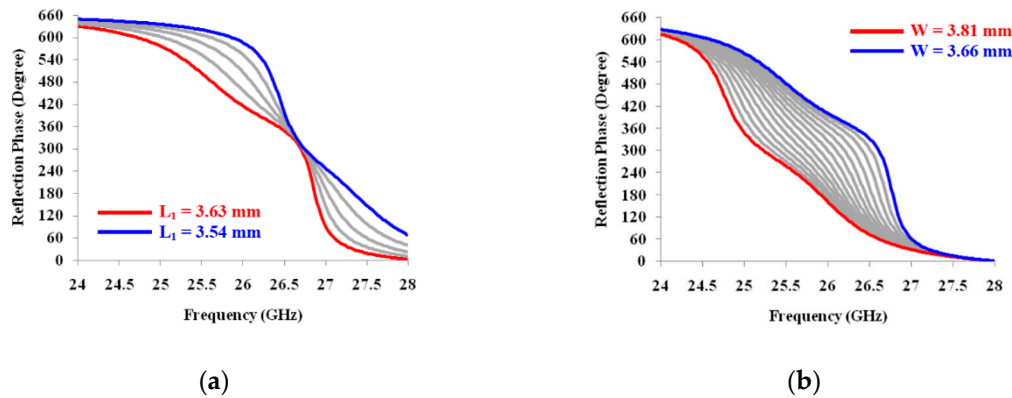 660
600
540
480
420
360
300
240
180
120
60
0
Reflection Phase (Degree)
L₁ = 3.63 mm
L₁ = 3.54 mm
24 24.5 25 25.5 26 26.5 27 27.5 28
Frequency (GHz)
(a)
660
600
540
480
420
360
300
240
180
120
60
0
Reflection Phase (Degree)
W = 3.81 mm
W = 3.66 mm
24 24.5 25 25.5 26 26.5 27 27.5 28
Frequency (GHz)
(b)